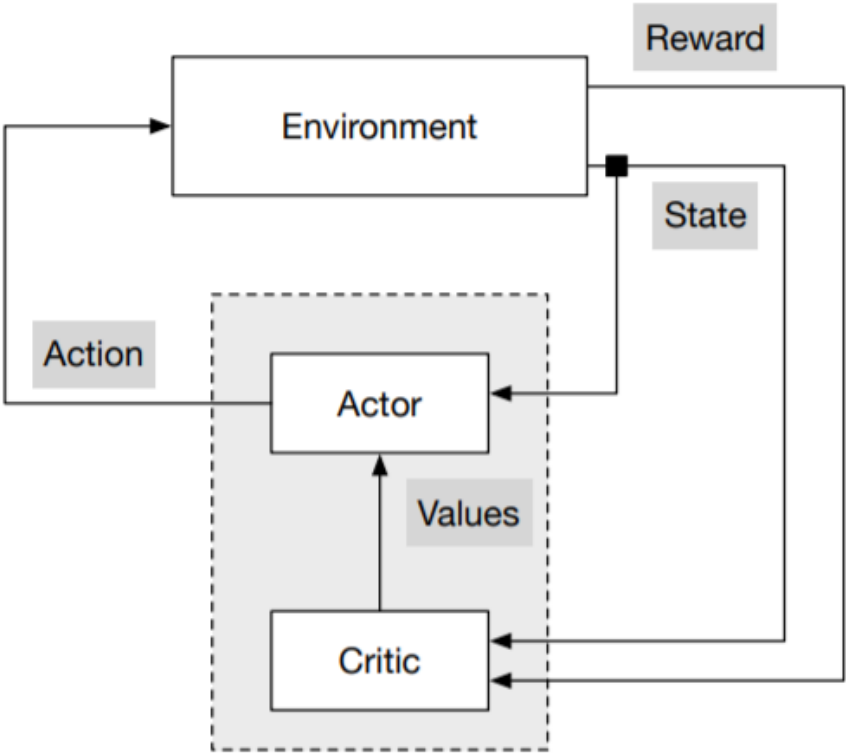 Reward
Environment
State
Action
Actor
Values
Critic